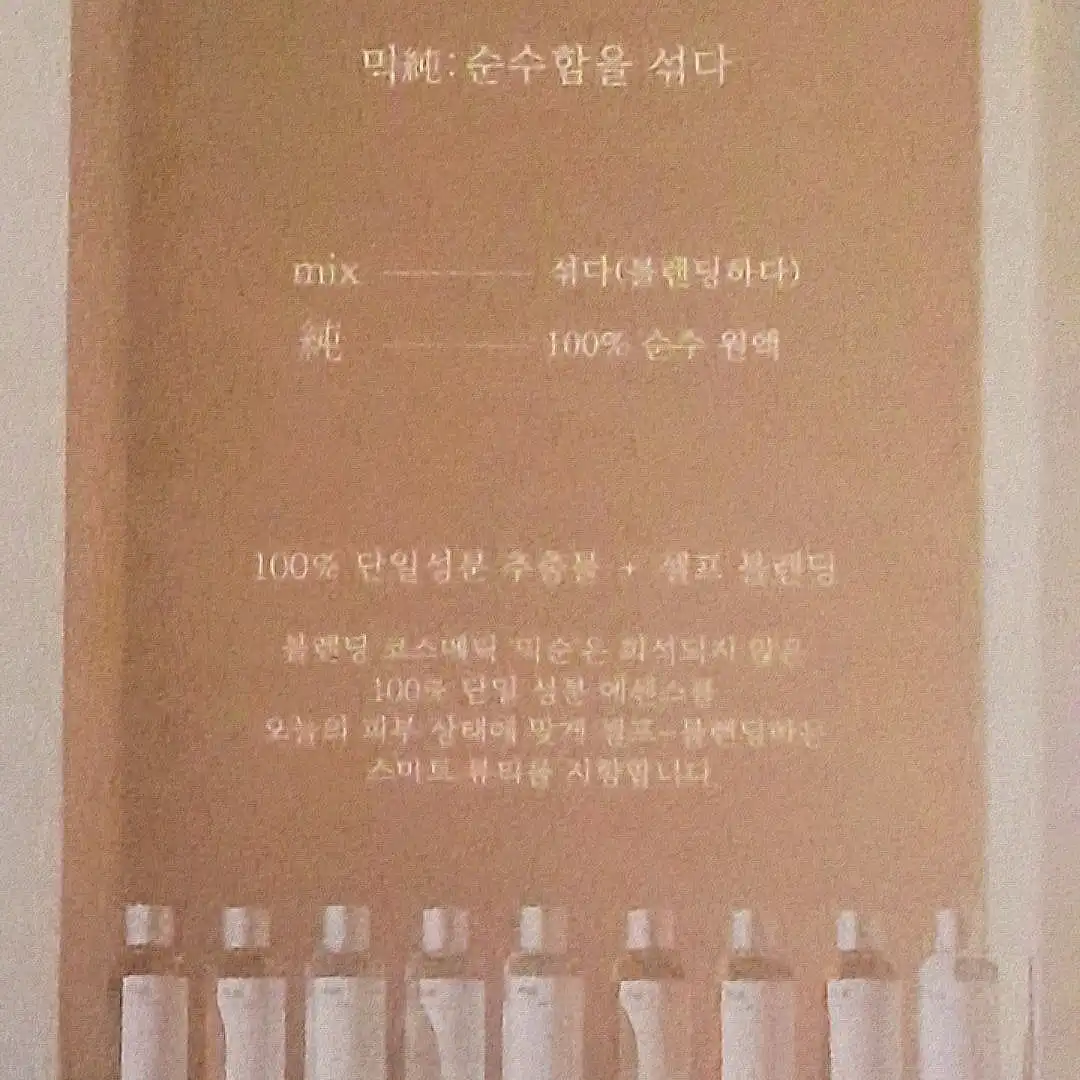 믹純: 순수함을 섞다
mix 섞다(블렌딩하다)
純 100% 순수 원액
100% 단일성분 추출물 + 셀프 블렌딩
블렌딩 코스메틱 '믹순'은 희석되지 않은
100% 단일 성분 에센스를
오늘의 피부 상태에 맞게 셀프-블렌딩하는
스마트 뷰티를 지향합니다